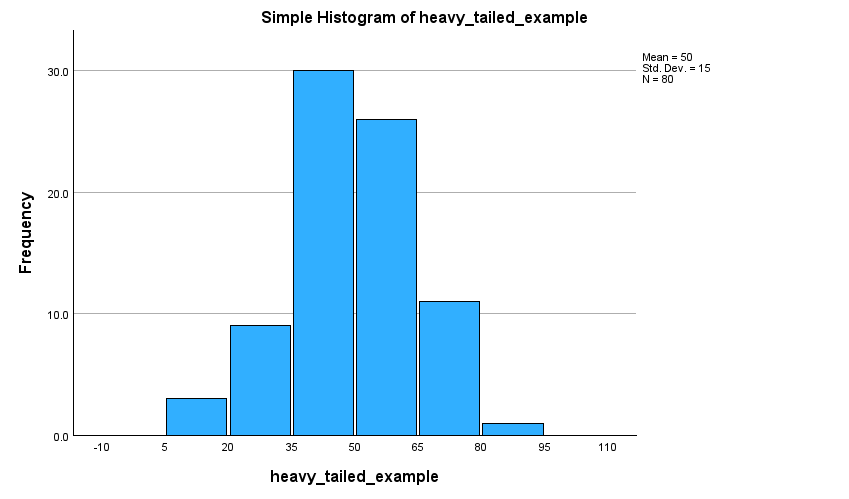 Simple Histogram of heavy_tailed_example
Mean = 50
Std. Dev. = 15
N = 80
30.0
20.0
10.0
0.0
Frequency
-10 5 20 35 50 65 80 95 110
heavy_tailed_example